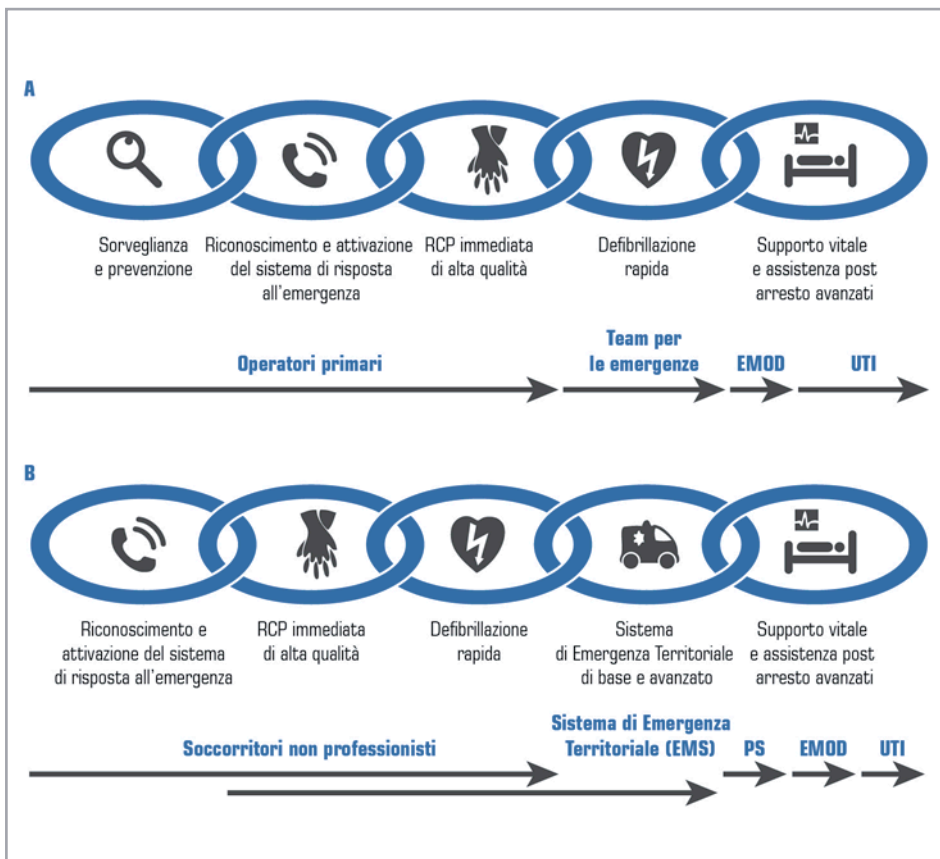 A
Sorveglianza
e prevenzione
Riconoscimento e attivazione
del sistema di risposta
all'emergenza
RCP immediata
di alta qualità
Defibrillazione
rapida
Supporto vitale
e assistenza post
arresto avanzati
Operatori primari
Team per
le emergenze
EMOD
UTI
B
Riconoscimento e
attivazione del sistema
di risposta all'emergenza
RCP immediata
di alta qualità
Defibrillazione
rapida
Sistema
di Emergenza Territoriale
di base e avanzato
Supporto vitale
e assistenza post
arresto avanzati
Soccorritori non professionisti
Sistema di Emergenza
Territoriale (EMS)
PS
EMOD
UTI